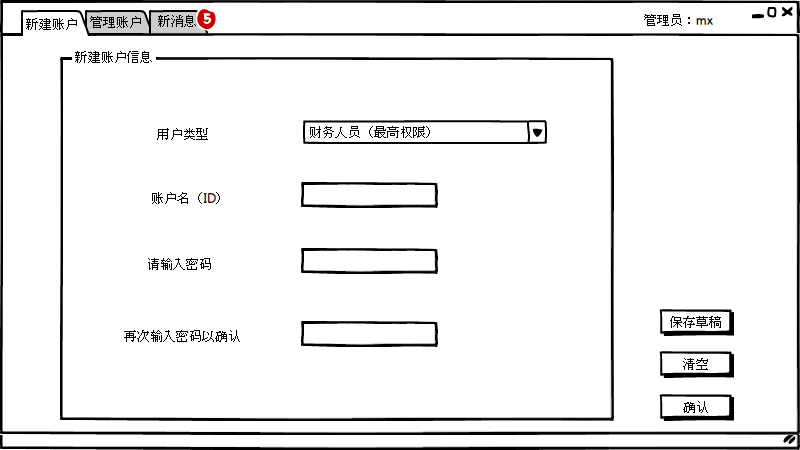 新建账户
管理账户
新消息
5
管理员：mx
新建账户信息
用户类型
财务人员（最高权限）
账户名（ID）
请输入密码
再次输入密码以确认
保存草稿
清空
确认